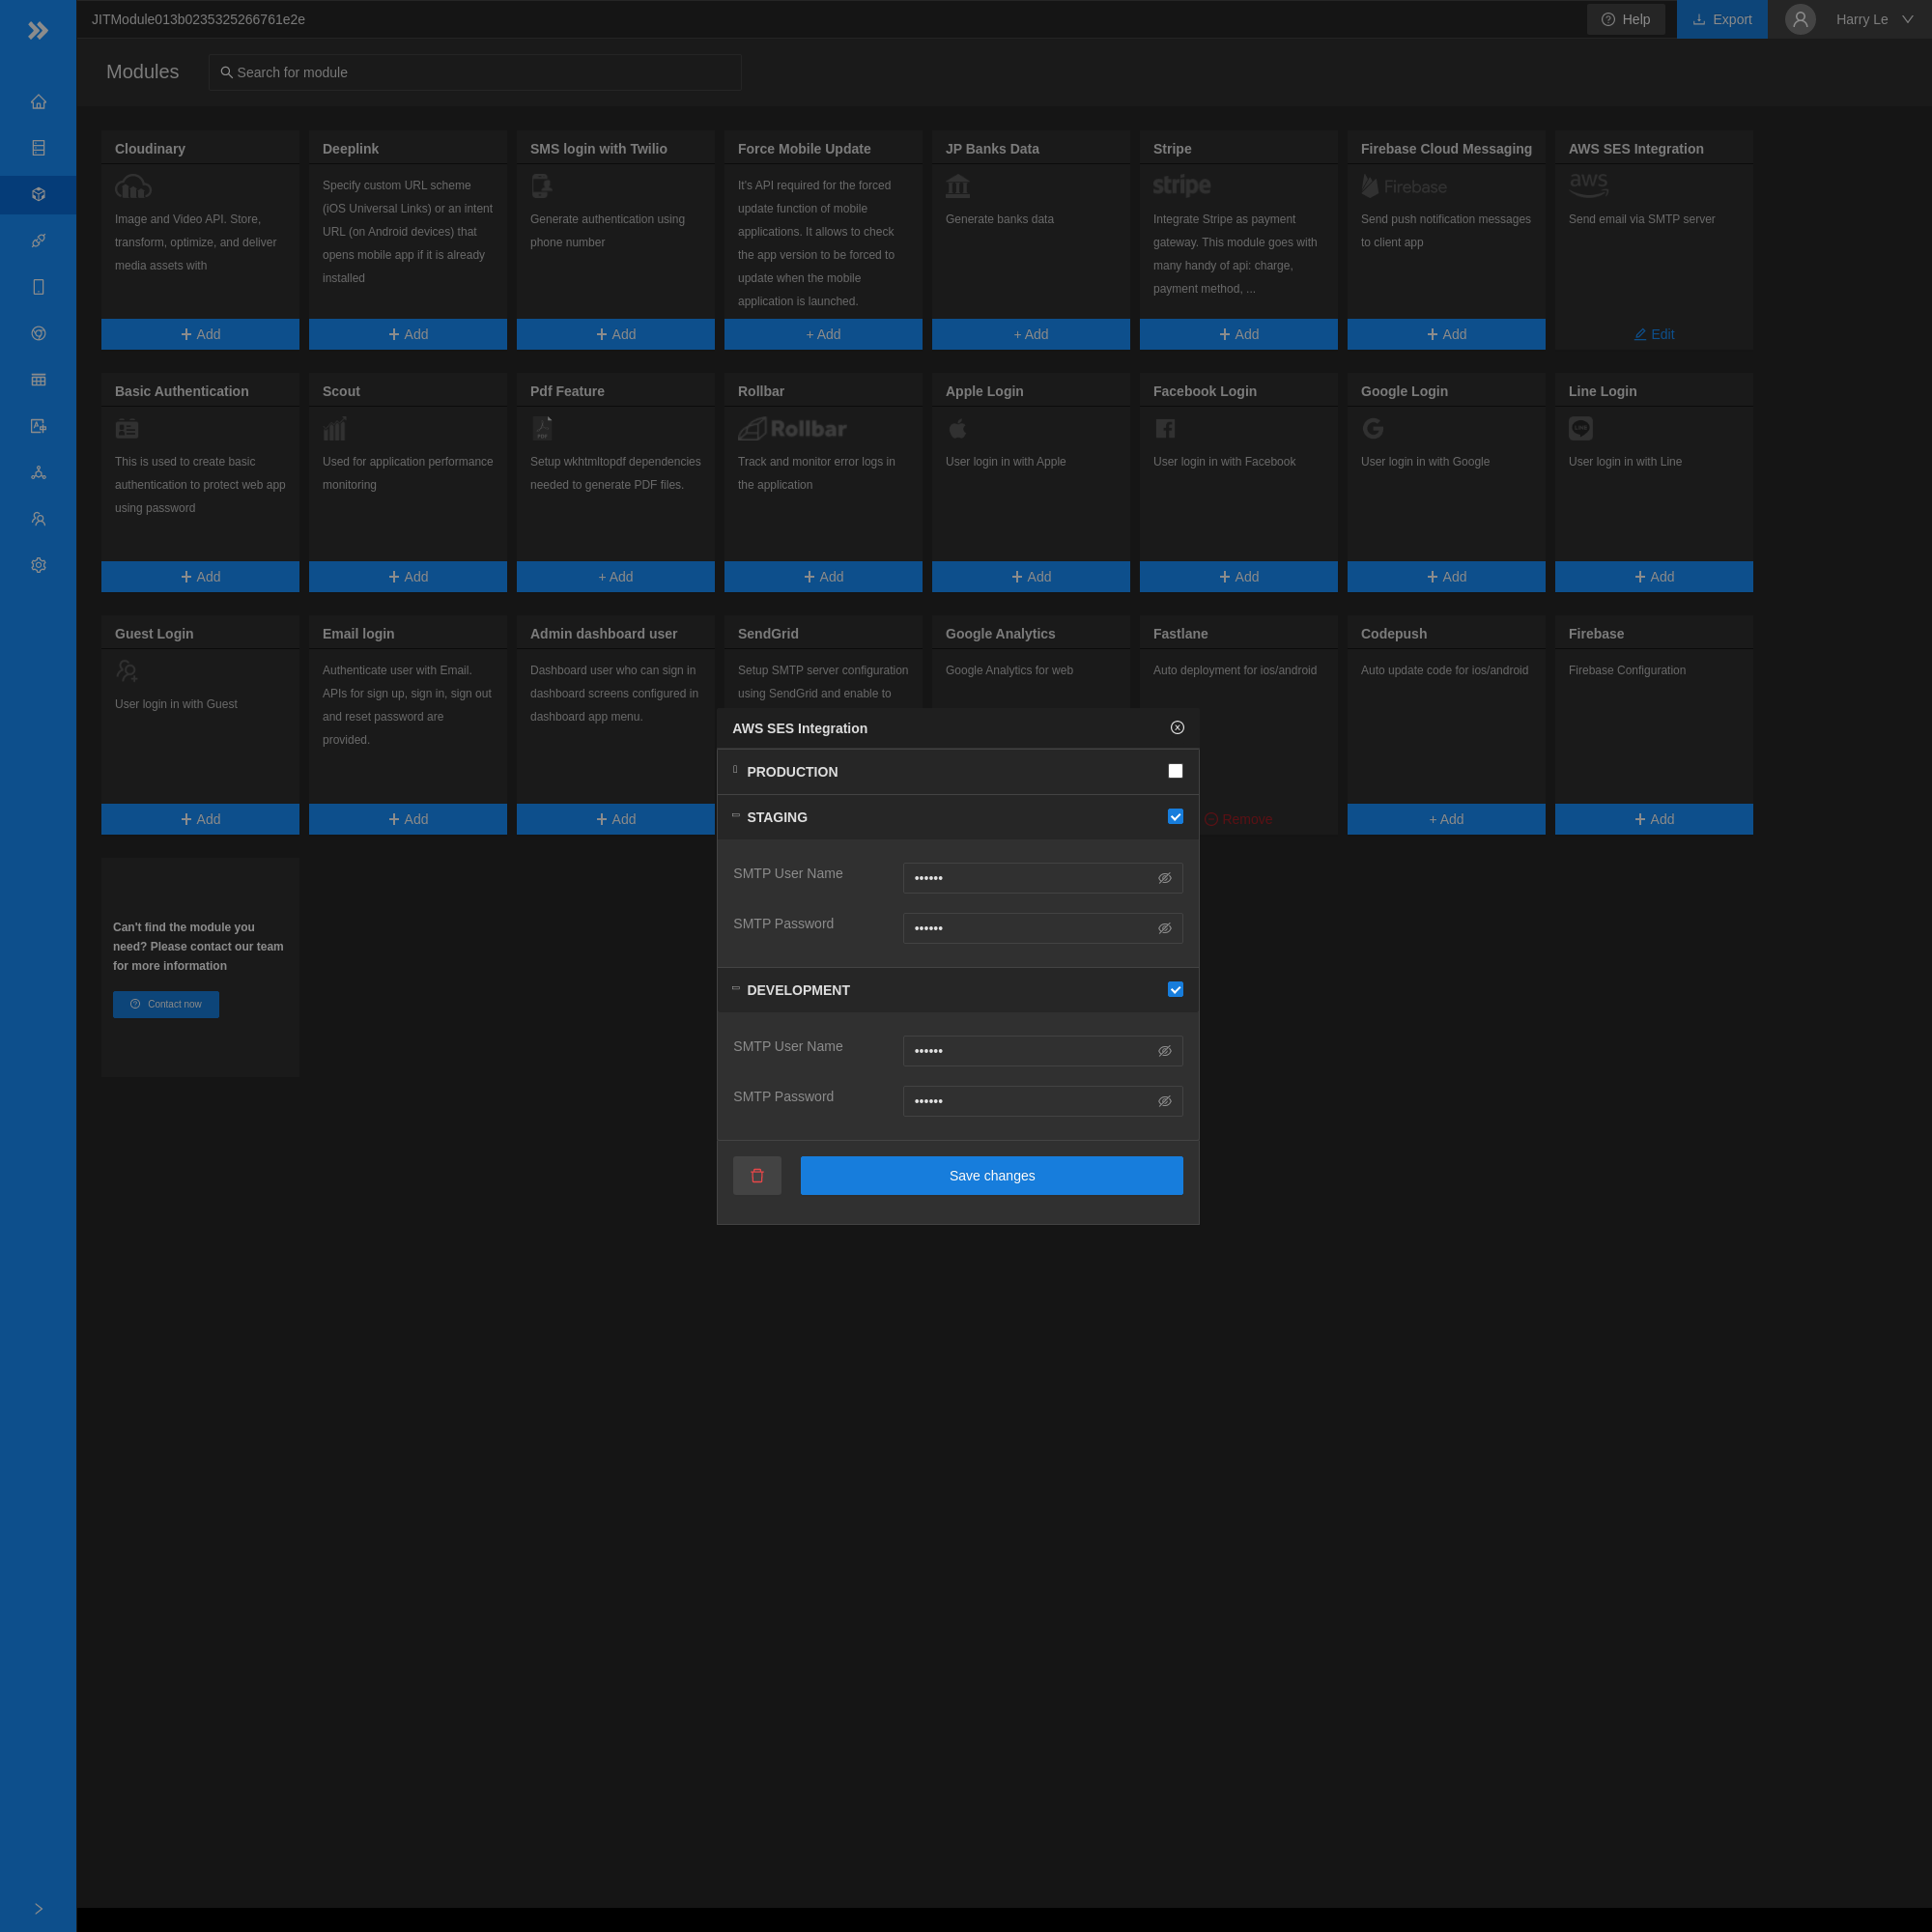 JITModule013b0235325266761e2e
Help
Export
Harry Le
Modules
Search for module
Cloudinary
Image and Video API. Store,
transform, optimize, and deliver
media assets with
Add
Deeplink
Specify custom URL scheme
(iOS Universal Links) or an intent
URL (on Android devices) that
opens mobile app if it is already
installed
Add
SMS login with Twilio
Generate authentication using
phone number
Add
Force Mobile Update
It's API required for the forced
update function of mobile
applications. It allows to check
the app version to be forced to
update when the mobile
application is launched.
+ Add
JP Banks Data
Generate banks data
+ Add
Stripe
stripe
Integrate Stripe as payment
gateway. This module goes with
many handy of api: charge,
payment method, ...
Add
Firebase Cloud Messaging
Firebase
Send push notification messages
to client app
Add
AWS SES Integration
aws
Send email via SMTP server
Edit
Basic Authentication
This is used to create basic
authentication to protect web app
using password
Add
Scout
Used for application performance
monitoring
Add
Pdf Feature
PDF
Setup wkhtmltopdf dependencies
needed to generate PDF files.
+ Add
Rollbar
Rollbar
Track and monitor error logs in
the application
Add
Apple Login
User login in with Apple
Add
Facebook Login
User login in with Facebook
Add
Google Login
User login in with Google
Add
Line Login
LINE
User login in with Line
Add
Guest Login
User login in with Guest
Add
Email login
Authenticate user with Email.
APIs for sign up, sign in, sign out
and reset password are
provided.
Add
Admin dashboard user
Dashboard user who can sign in
dashboard screens configured in
dashboard app menu.
Add
SendGrid
Setup SMTP server configuration
using SendGrid and enable to
Google Analytics
Google Analytics for web
Fastlane
Auto deployment for ios/android
Remove
Codepush
Auto update code for ios/android
+ Add
Firebase
Firebase Configuration
Add
Can't find the module you
need? Please contact our team
for more information
Contact now
AWS SES Integration
PRODUCTION
STAGING
SMTP User Name
••••••
SMTP Password
••••••
DEVELOPMENT
SMTP User Name
••••••
SMTP Password
••••••
Save changes